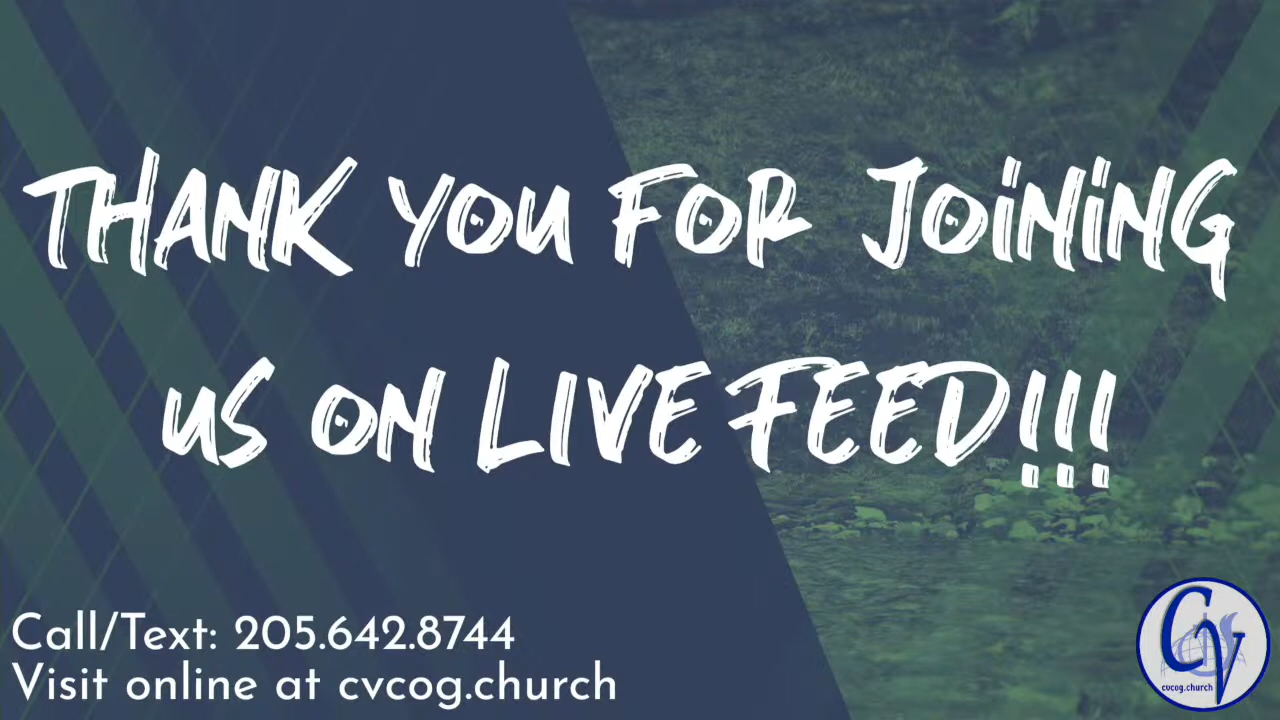 THANK YOU FOR JOiNiNG
uS ON LIVE FEED!!!
Call/Text: 205.642.8744
Visit online at cvcog.church
CV
cvcog.church